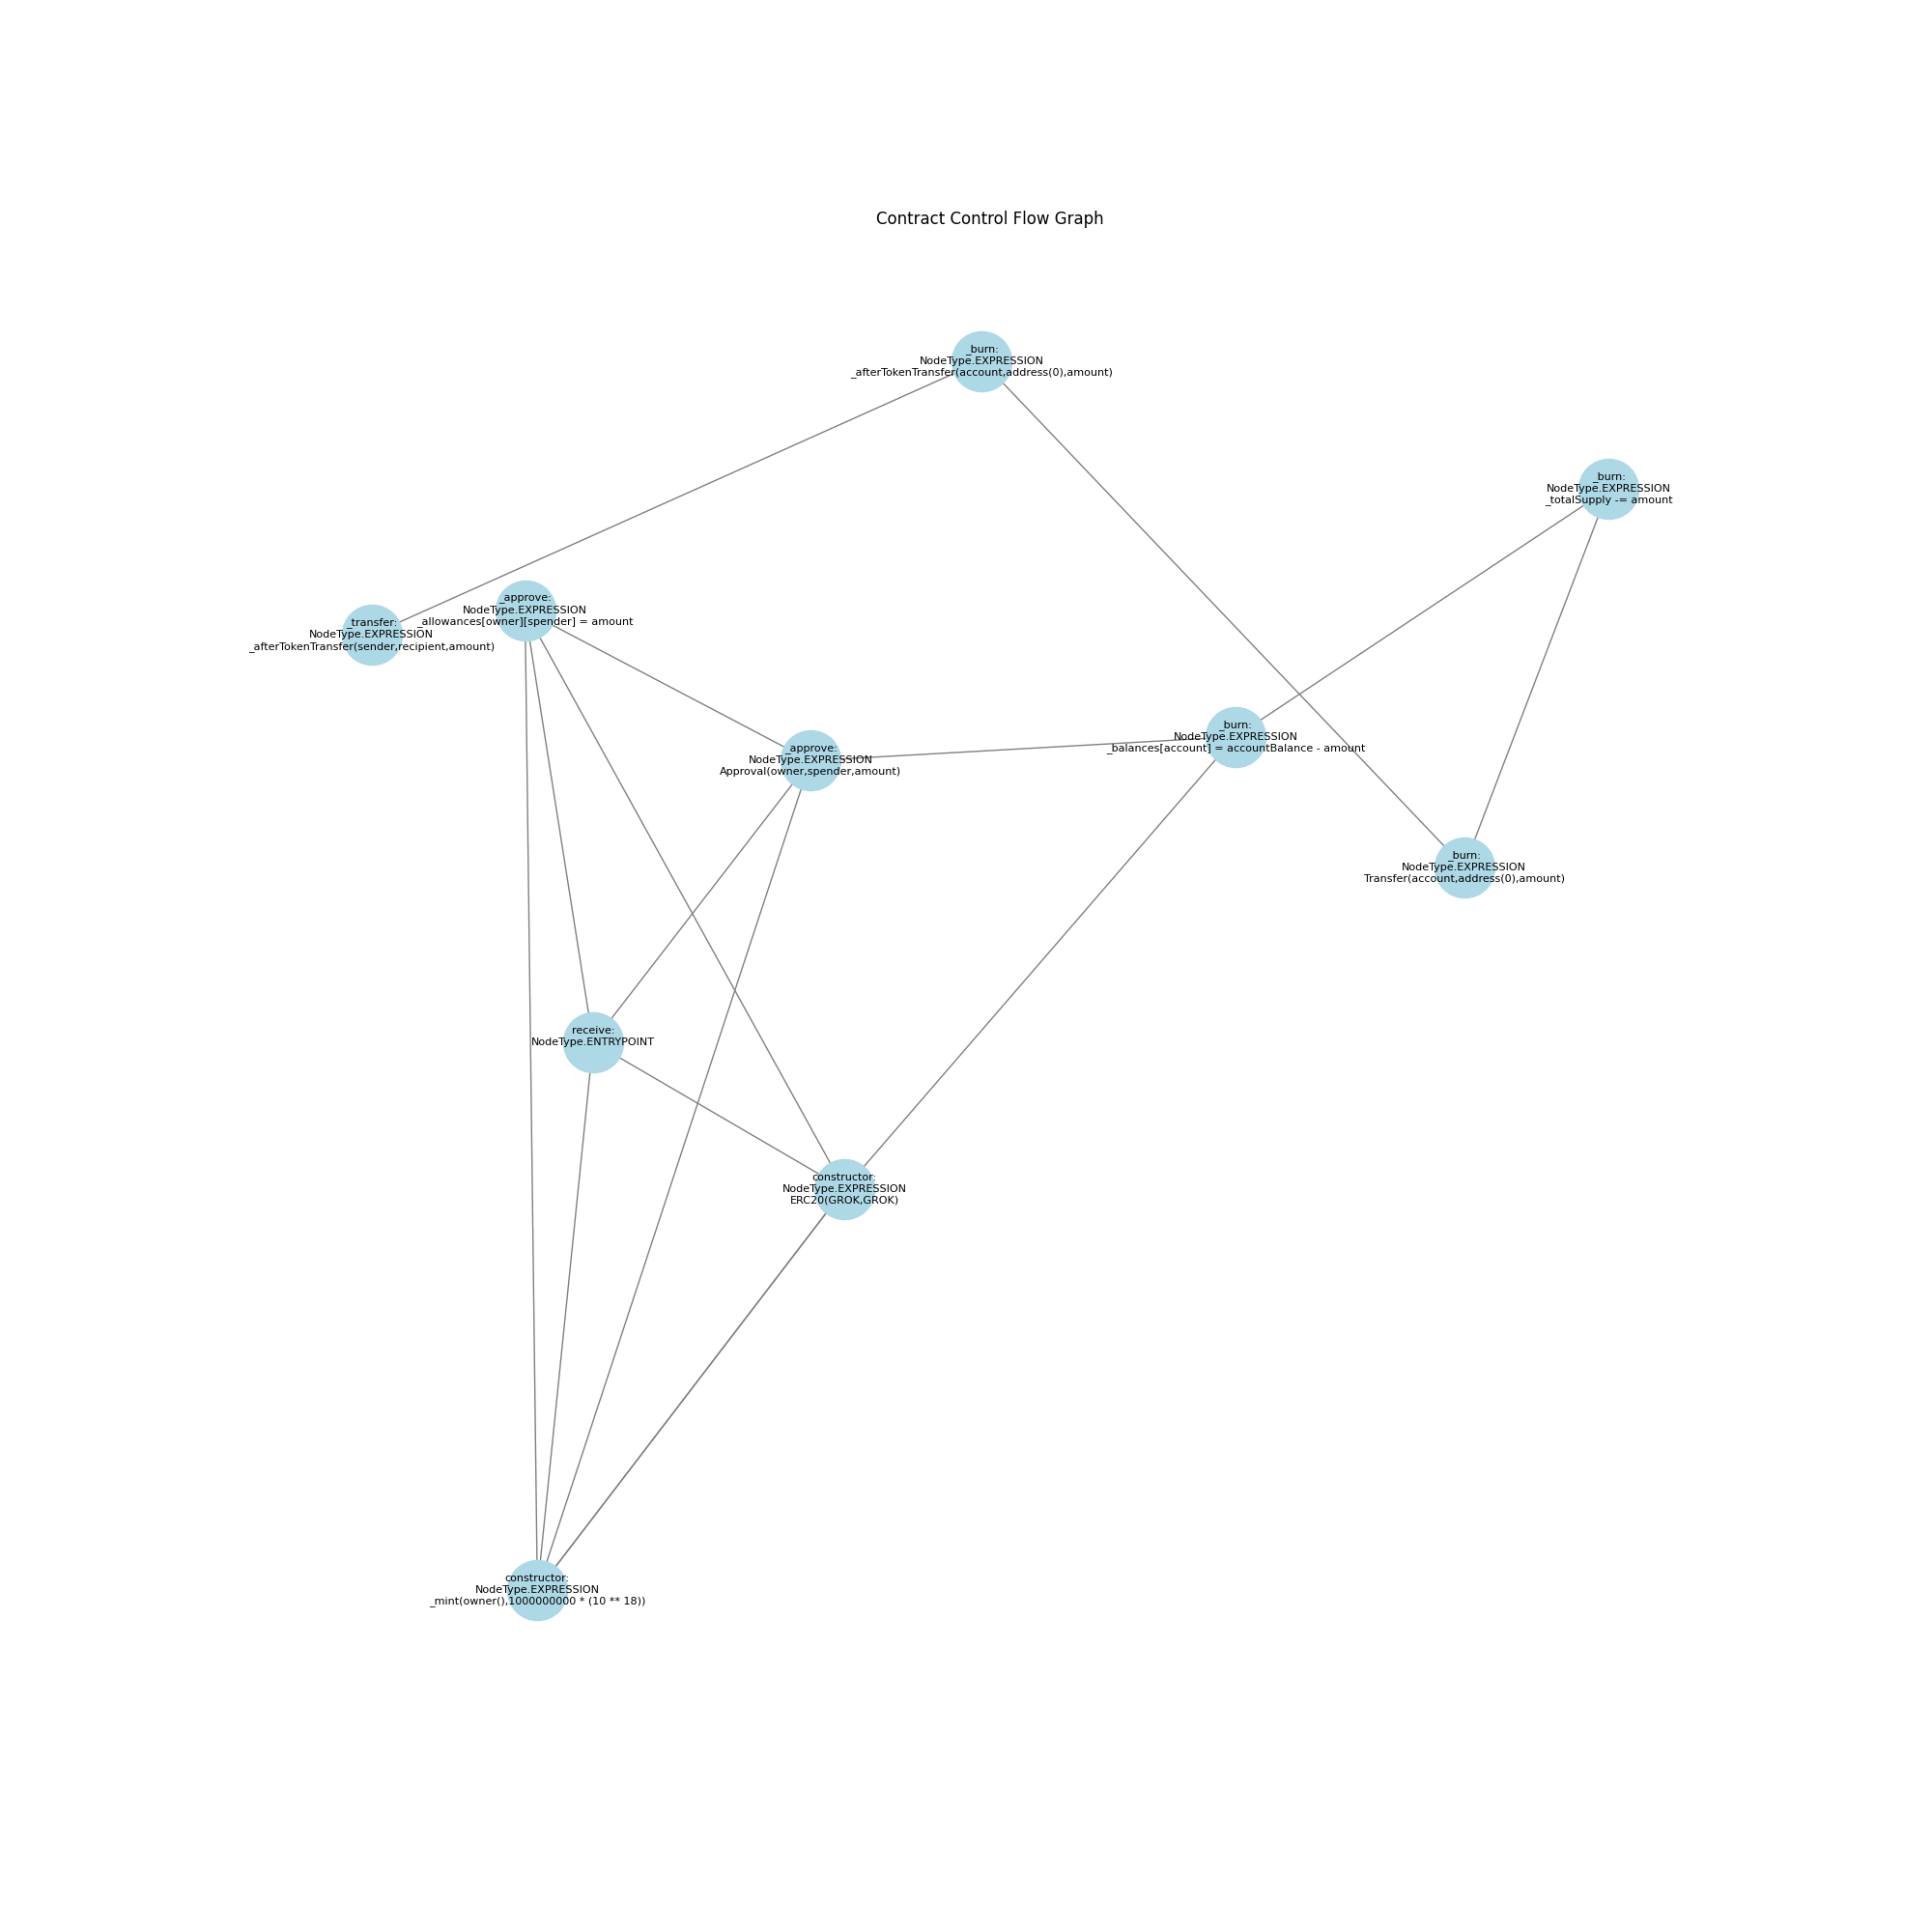 Contract Control Flow Graph
_burn:
NodeType.EXPRESSION
_afterTokenTransfer(account,address(0),amount)
_burn:
NodeType.EXPRESSION
_totalSupply -= amount
_approve:
NodeType.EXPRESSION
_allowances[owner][spender] = amount
_transfer:
NodeType.EXPRESSION
_afterTokenTransfer(sender,recipient,amount)
_burn:
NodeType.EXPRESSION
_balances[account] = accountBalance - amount
_approve:
NodeType.EXPRESSION
Approval(owner,spender,amount)
_burn:
NodeType.EXPRESSION
Transfer(account,address(0),amount)
receive:
NodeType.ENTRYPOINT
constructor:
NodeType.EXPRESSION
ERC20(GROK,GROK)
constructor:
NodeType.EXPRESSION
_mint(owner(),1000000000 * (10 ** 18))